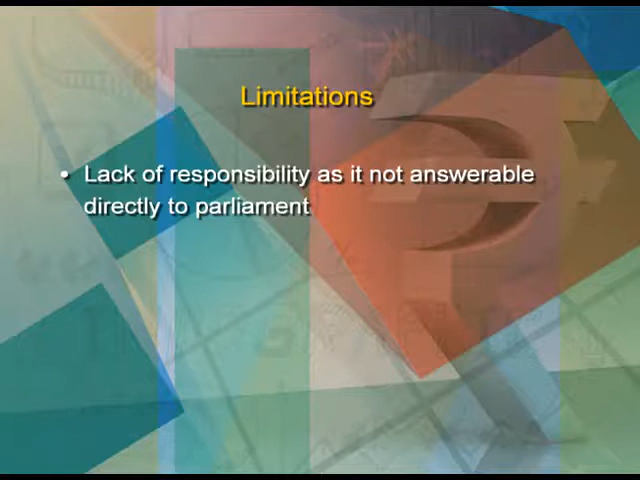 Limitations
• Lack of responsibility as it not answerable
directly to parliament